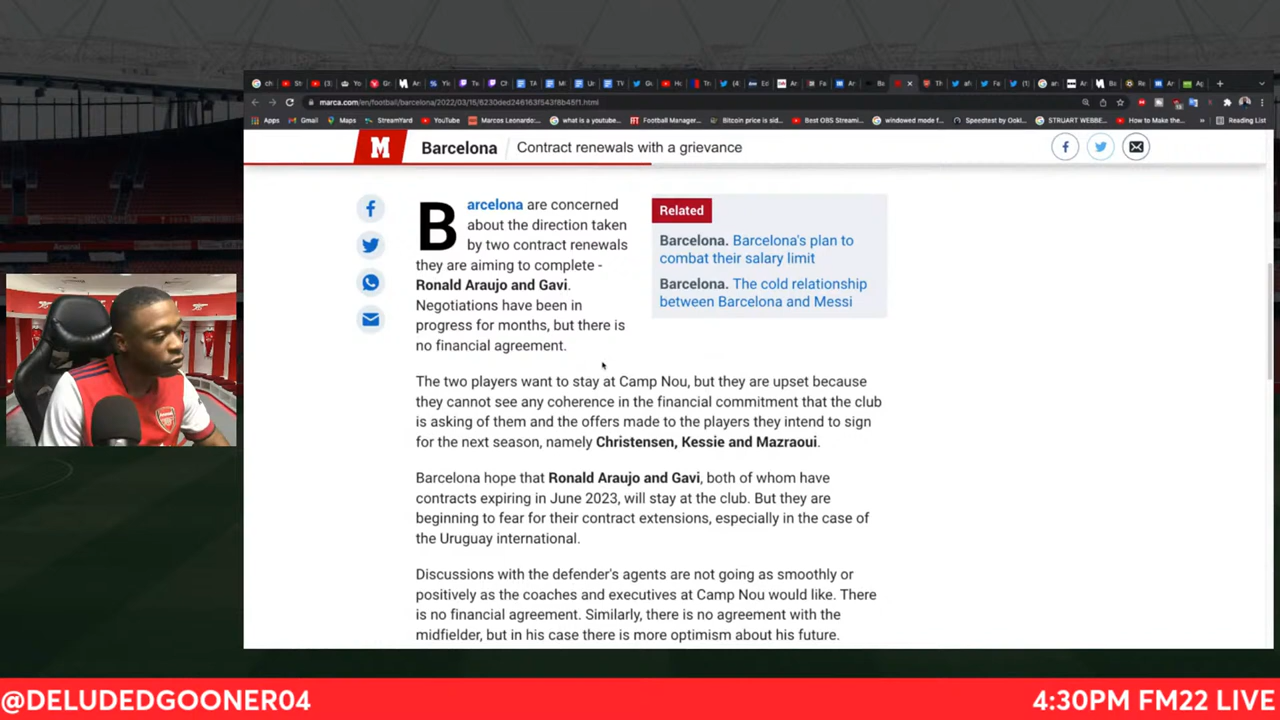 marca.com/en/football/barcelona/2022/03/15/6230ded246163f543f8b45f1.html
Apps Gmail Maps StreamYard YouTube Marcos Leonardo:... what is a youtube... Football Manager... Bitcoin price is sid... Best OBS Streami... windowed mode f... Speedtest by Ookl... STRUART WEBBE... How to Make the... » Reading List
M Barcelona Contract renewals with a grievance
Barcelona are concerned
about the direction taken
by two contract renewals
they are aiming to complete -
Ronald Araujo and Gavi.
Negotiations have been in
progress for months, but there is
no financial agreement.
Related
Barcelona. Barcelona's plan to
combat their salary limit
Barcelona. The cold relationship
between Barcelona and Messi
The two players want to stay at Camp Nou, but they are upset because
they cannot see any coherence in the financial commitment that the club
is asking of them and the offers made to the players they intend to sign
for the next season, namely Christensen, Kessie and Mazraoui.
Barcelona hope that Ronald Araujo and Gavi, both of whom have
contracts expiring in June 2023, will stay at the club. But they are
beginning to fear for their contract extensions, especially in the case of
the Uruguay international.
Discussions with the defender's agents are not going as smoothly or
positively as the coaches and executives at Camp Nou would like. There
is no financial agreement. Similarly, there is no agreement with the
midfielder, but in his case there is more optimism about his future.
@DELUDEDGOONER04
4:30PM FM22 LIVE